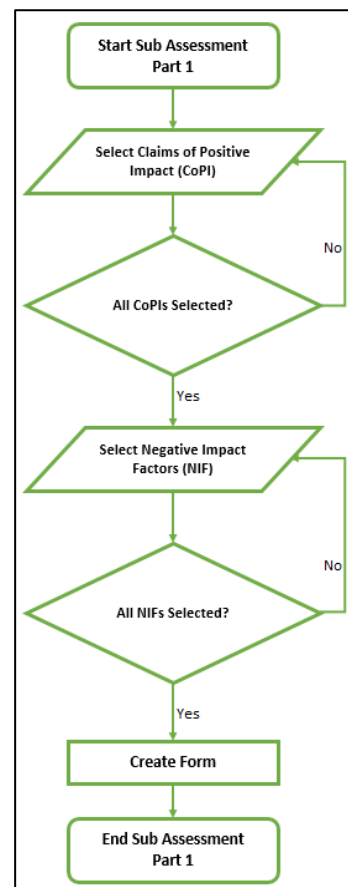 Start Sub Assessment
Part 1
Select Claims of Positive
Impact (CoPI)
No
All CoPIs Selected?
Yes
Select Negative Impact
Factors (NIF)
No
All NIFs Selected?
Yes
Create Form
End Sub Assessment
Part 1